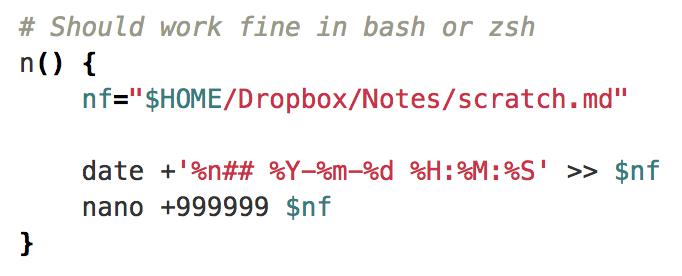 # Should work fine in bash or zsh
n() {
    nf="$HOME/Dropbox/Notes/scratch.md"

    date +'%n## %Y-%m-%d %H:%M:%S' >> $nf
    nano +999999 $nf
}